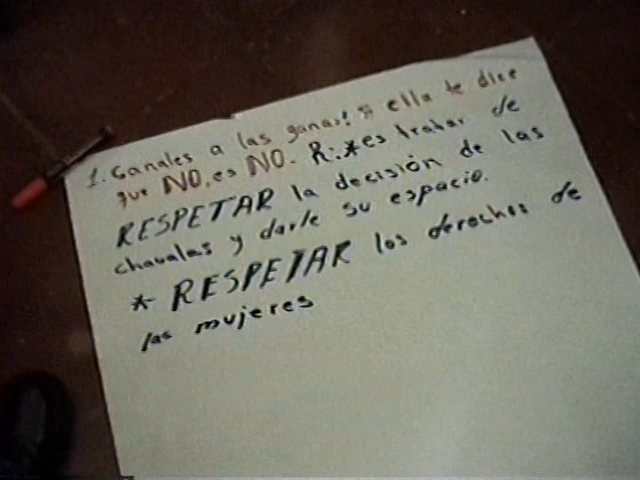 1. Ganales a las ganas! si ella te dice
que NO, es NO. R: * es tratar de
RESPETAR la decisión de las
chavalas y darle su espacio.
* RESPETAR los derechos de
las mujeres